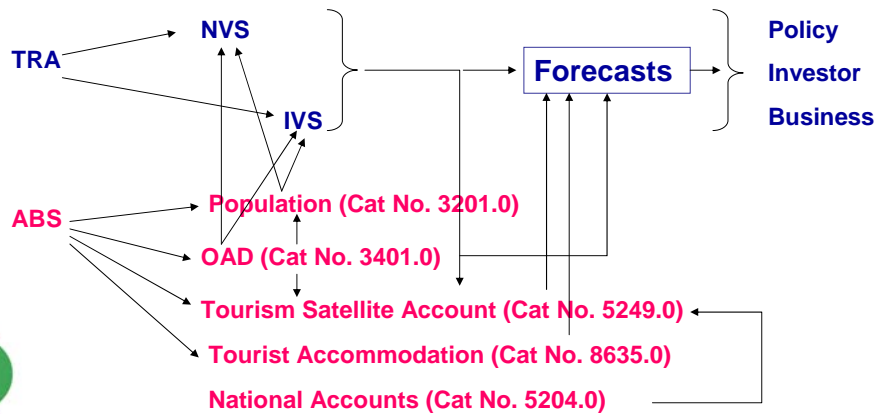 NVS
TRA
IVS
Forecasts
Policy
Investor
Business
ABS
Population (Cat No. 3201.0)
OAD (Cat No. 3401.0)
Tourism Satellite Account (Cat No. 5249.0)
Tourist Accommodation (Cat No. 8635.0)
National Accounts (Cat No. 5204.0)